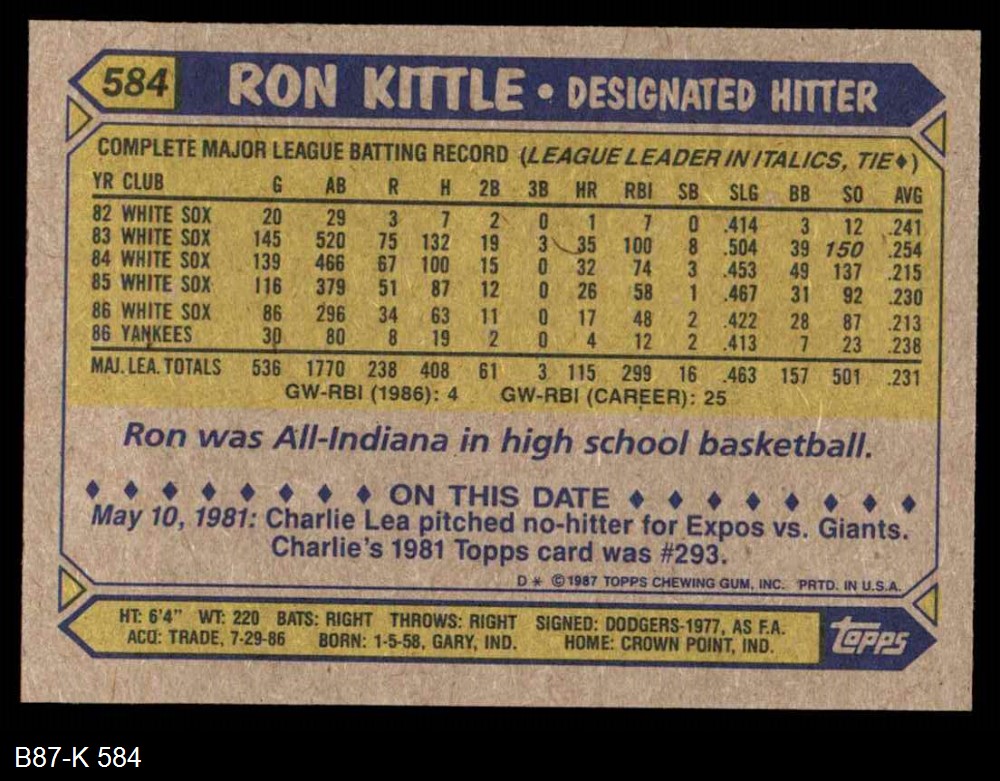 584 RON KITTLE • DESIGNATED HITTER
COMPLETE MAJOR LEAGUE BATTING RECORD (LEAGUE LEADER IN ITALICS, TIE♦)
YR CLUB G AB R H 2B 3B HR RBI SB SLG BB SO AVG
82 WHITE SOX 20 29 3 7 2 0 1 7 0 .414 3 12 .241
83 WHITE SOX 145 520 75 132 19 3 35 100 8 .504 39 150 .254
84 WHITE SOX 139 466 67 100 15 0 32 74 3 .453 49 137 .215
85 WHITE SOX 116 379 51 87 12 0 26 58 1 .467 31 92 .230
86 WHITE SOX 86 296 34 63 11 0 17 48 2 .422 28 87 .213
86 YANKEES 30 80 8 19 2 0 4 12 2 .413 7 23 .238
MAJ. LEA. TOTALS 536 1770 238 408 61 3 115 299 16 .463 157 501 .231
GW-RBI (1986): 4 GW-RBI (CAREER): 25
Ron was All-Indiana in high school basketball.
♦ ♦ ♦ ♦ ♦ ♦ ♦ ♦ ON THIS DATE ♦ ♦ ♦ ♦ ♦ ♦ ♦ ♦
May 10, 1981: Charlie Lea pitched no-hitter for Expos vs. Giants.
Charlie's 1981 Topps card was #293.
D * © 1987 TOPPS CHEWING GUM, INC. PRTD. IN U.S.A.
HT: 6'4" WT: 220 BATS: RIGHT THROWS: RIGHT SIGNED: DODGERS-1977, AS F.A.
ACQ: TRADE, 7-29-86 BORN: 1-5-58, GARY, IND. HOME: CROWN POINT, IND.
topps
B87-K 584